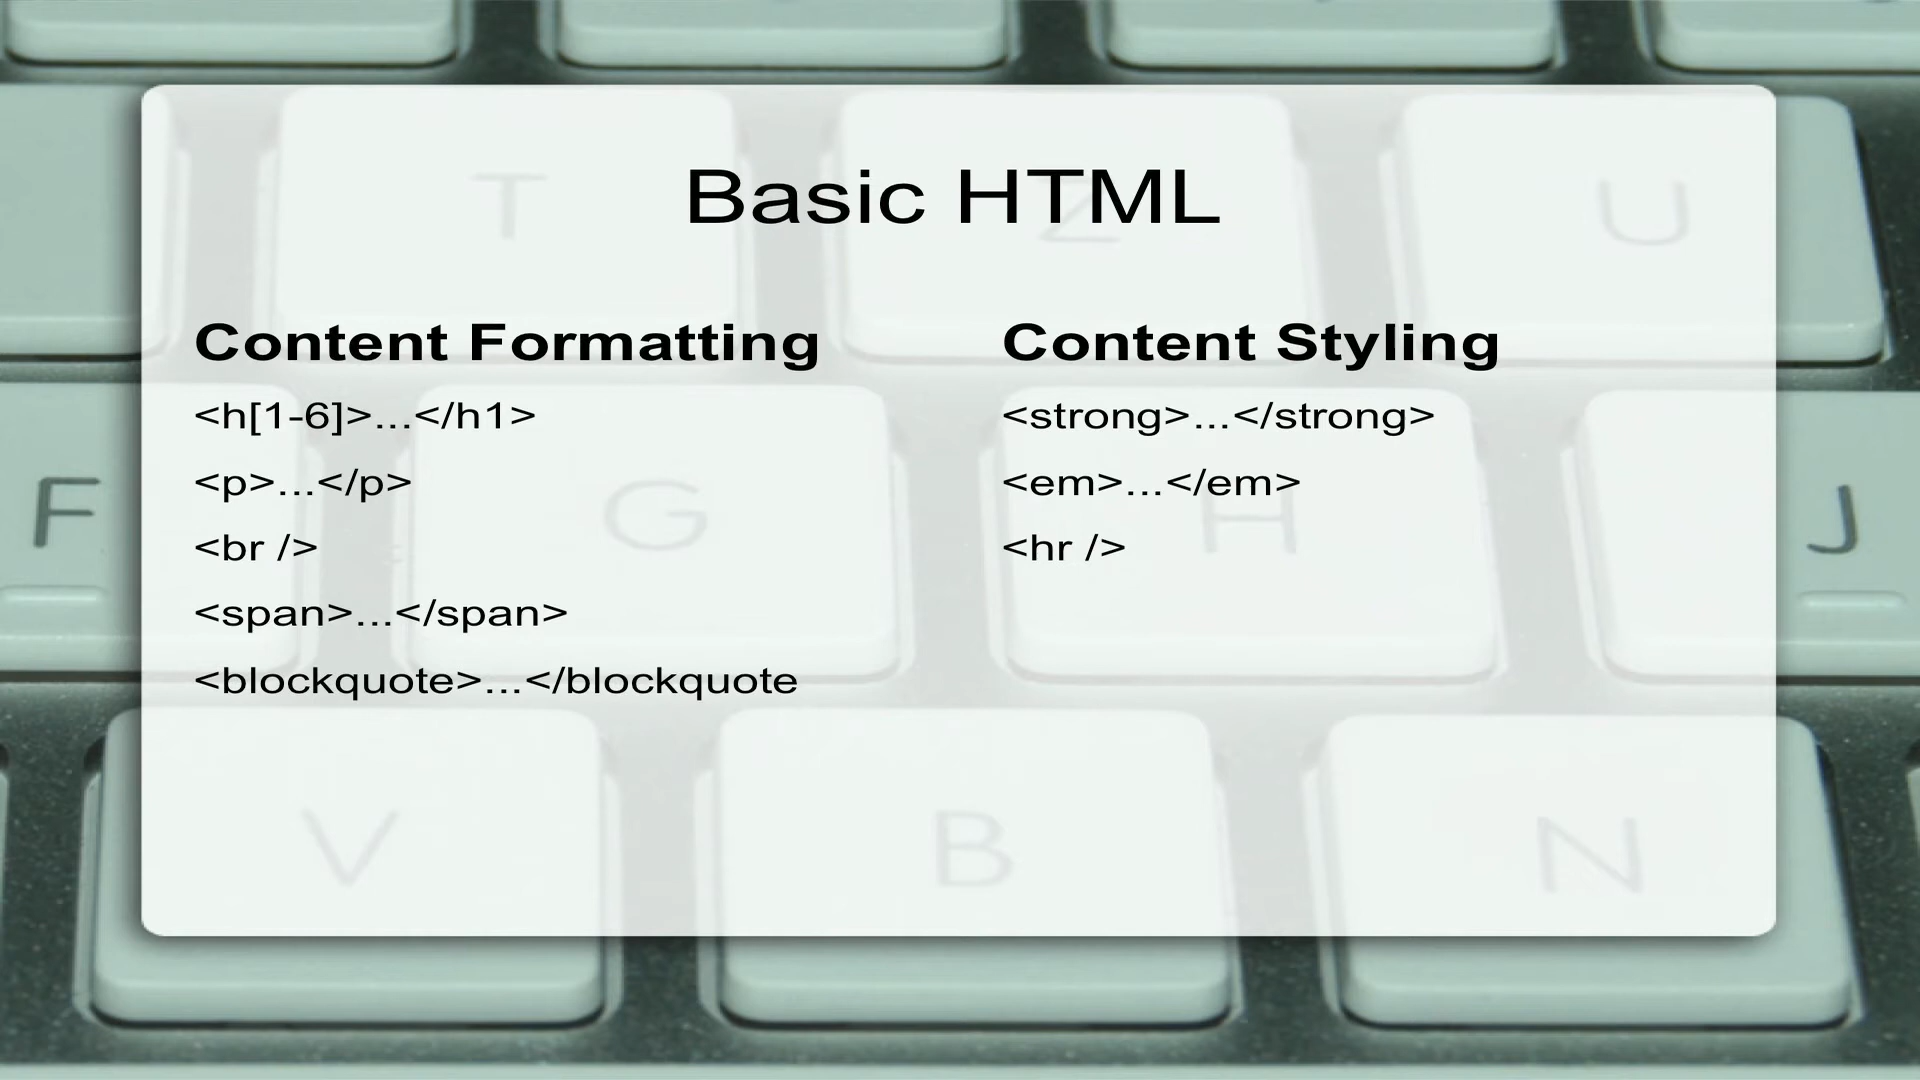 Basic HTML
Content Formatting
<h[1-6]>...</h1>
<p>...</p>
<br />
<span>...</span>
<blockquote>...</blockquote
Content Styling
<strong>...</strong>
<em>...</em>
<hr />
T
Z
U
F
G
H
J
V
B
N